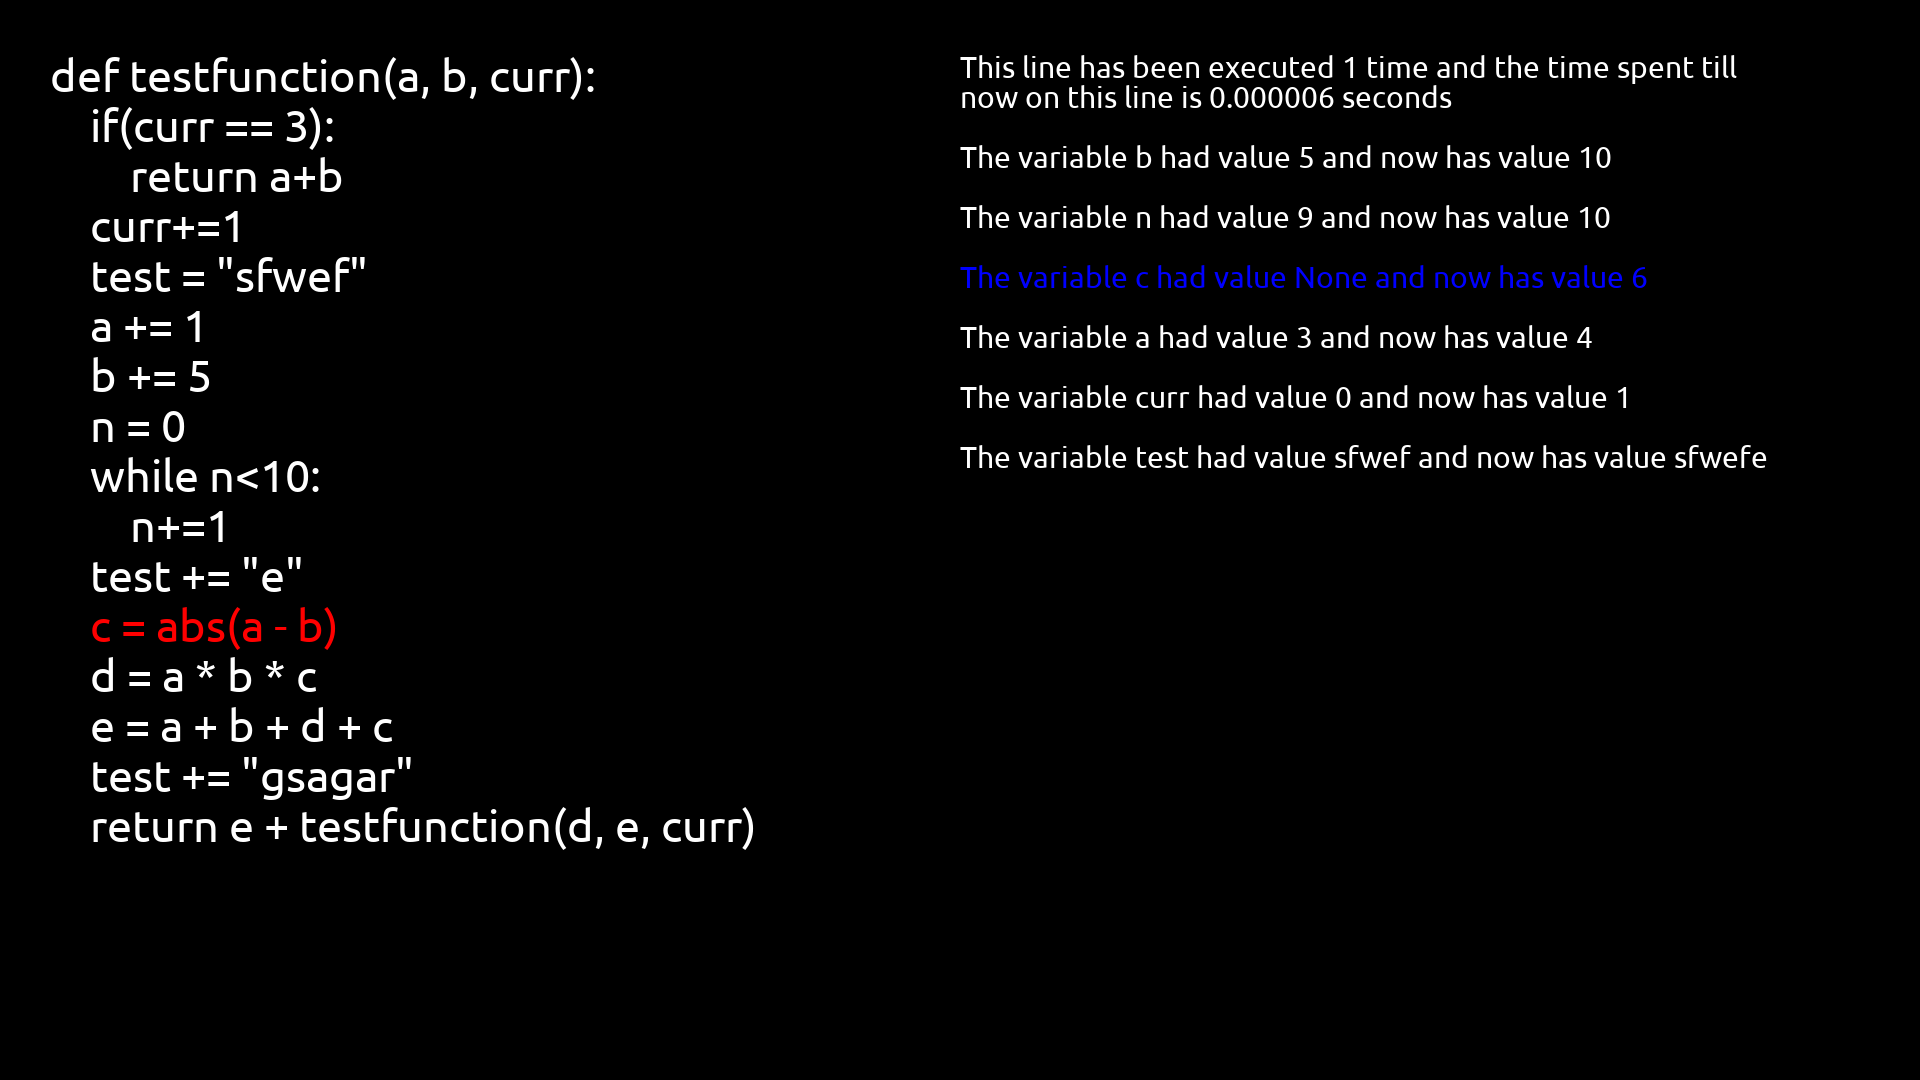 def testfunction(a, b, curr):
if(curr == 3):
return a+b
curr+=1
test = "sfwef"
a += 1
b += 5
n = 0
while n<10:
n+=1
test += "e"
c = abs(a - b)
d = a * b * c
e = a + b + d + c
test += "gsagar"
return e + testfunction(d, e, curr)
This line has been executed 1 time and the time spent till
now on this line is 0.000006 seconds
The variable b had value 5 and now has value 10
The variable n had value 9 and now has value 10
The variable c had value None and now has value 6
The variable a had value 3 and now has value 4
The variable curr had value 0 and now has value 1
The variable test had value sfwef and now has value sfwefe